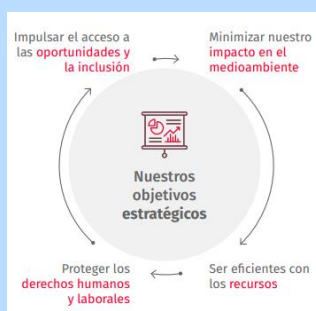 Impulsar el acceso a
las oportunidades y
la inclusión
Minimizar nuestro
impacto en el
medioambiente
Nuestros
objetivos
estratégicos
Proteger los
derechos humanos
y laborales
Ser eficientes con
los recursos